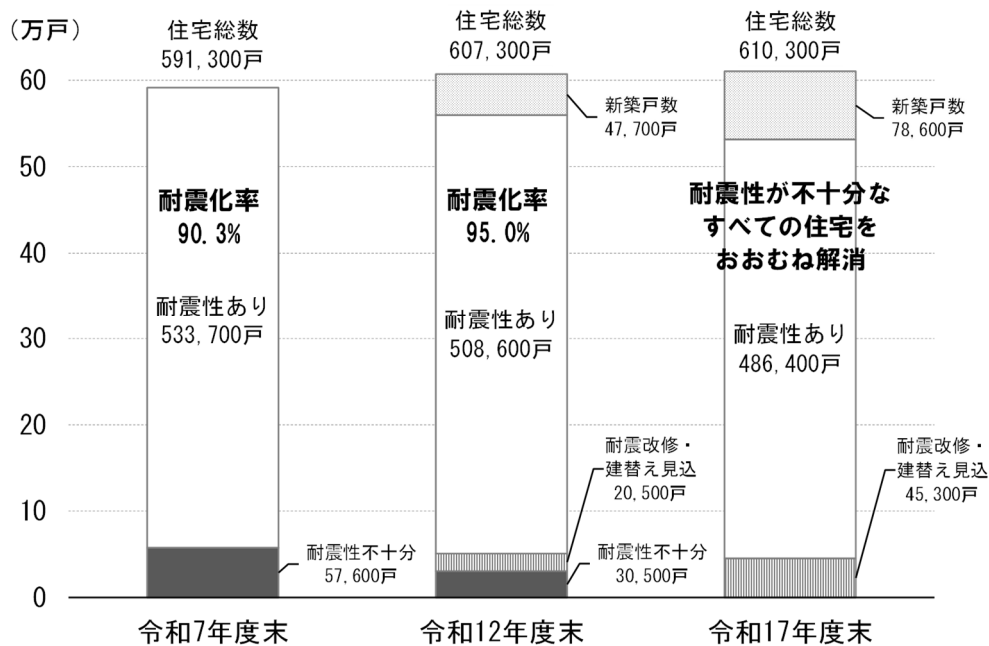 （万戸）
住宅総数
591,300戸
住宅総数
607,300戸
住宅総数
610,300戸
60
50
40
30
20
10
0
耐震化率
90.3%
耐震性あり
533,700戸
耐震性不十分
57,600戸
新築戸数
47,700戸
耐震化率
95.0%
耐震性あり
508,600戸
耐震改修・
建替え見込
20,500戸
耐震性不十分
30,500戸
新築戸数
78,600戸
耐震性が不十分な
すべての住宅を
おおむね解消
耐震性あり
486,400戸
耐震改修・
建替え見込
45,300戸
令和7年度末
令和12年度末
令和17年度末